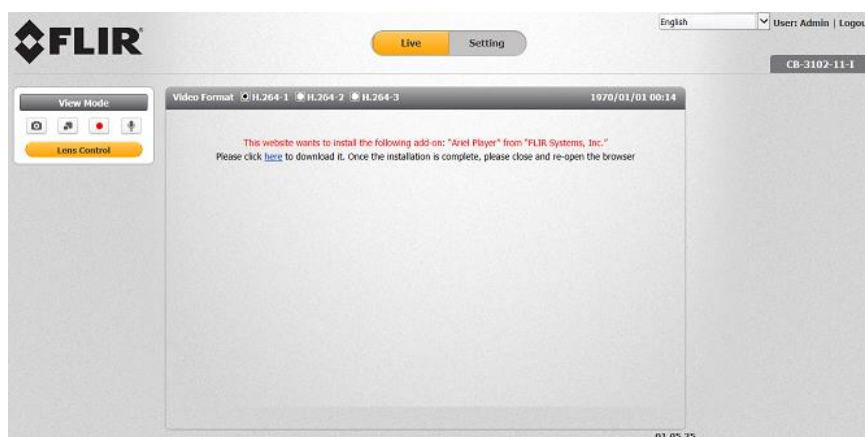 English
User: Admin | Logou
FLIR
Live Setting
CB-3102-11-I
View Mode
Video Format H.264-1 H.264-2 H.264-3 1970/01/01 00:14
Lens Control
This website wants to install the following add-on: "Ariel Player" from "FLIR Systems, Inc."
Please click here to download it. Once the installation is complete, please close and re-open the browser
01.05.25